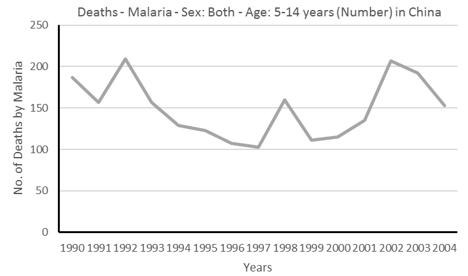 Deaths - Malaria - Sex: Both - Age: 5-14 years (Number) in China
250
200
150
100
50
0
No. of Deaths by Malaria
1990 1991 1992 1993 1994 1995 1996 1997 1998 1999 2000 2001 2002 2003 2004
Years